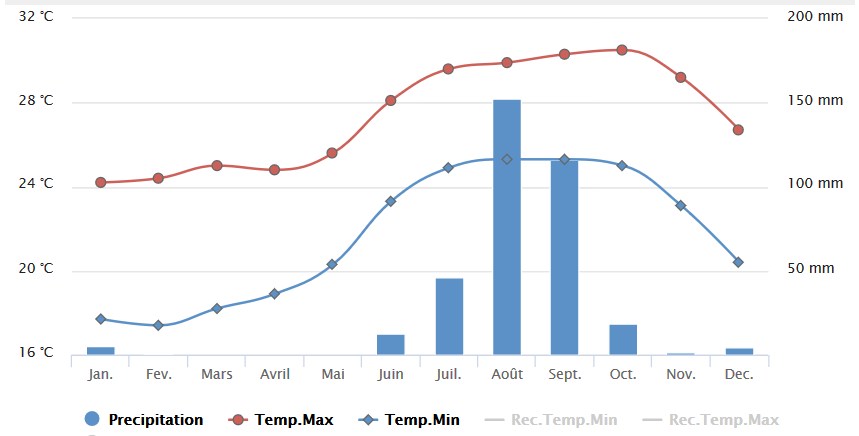 32 °C 200 mm
28 °C 150 mm
24 °C 100 mm
20 °C 50 mm
16 °C
Jan. Fev. Mars Avril Mai Juin Juil. Août Sept. Oct. Nov. Dec.
Precipitation Temp.Max Temp.Min Rec.Temp.Min Rec.Temp.Max